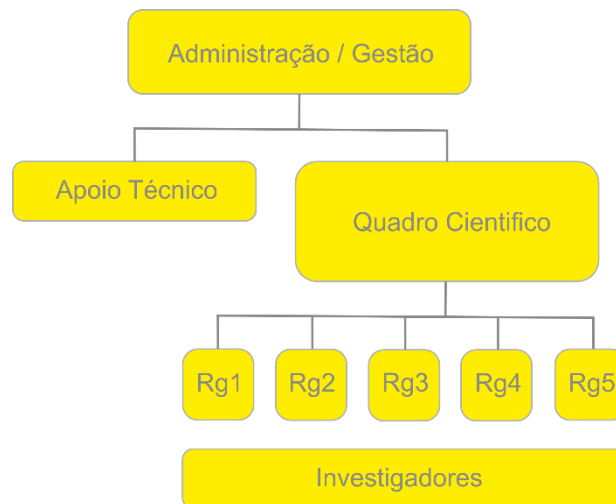 Administração / Gestão
Apoio Técnico
Quadro Cientifico
Rg1 Rg2 Rg3 Rg4 Rg5
Investigadores